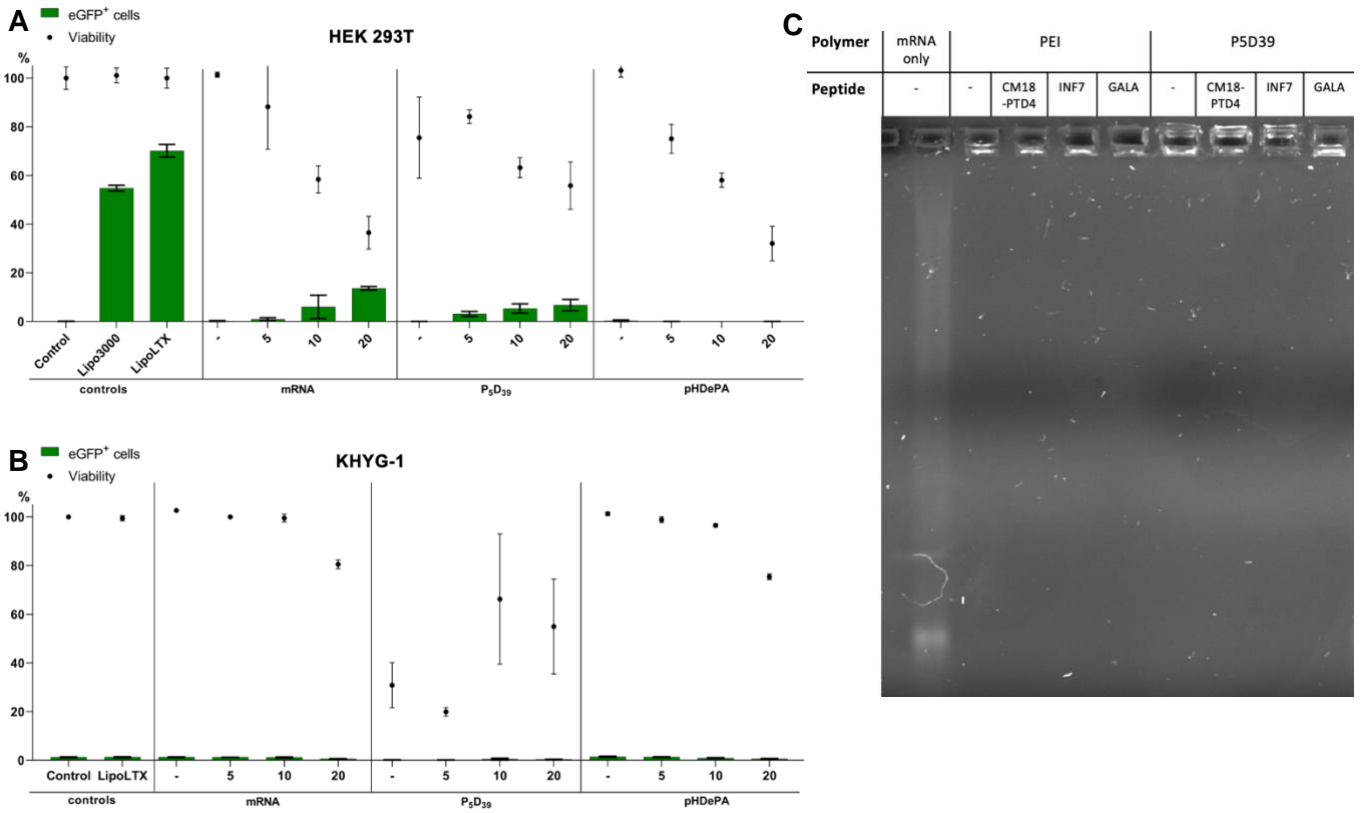 A
eGFP+ cells
Viability
HEK 293T
%
100
80
60
40
20
0
Control Lipo3000 LipoLTX - 5 10 20 - 5 10 20 - 5 10 20
controls mRNA P5D39 pHDePA
B
eGFP+ cells
Viability
KHYG-1
%
100
80
60
40
20
0
Control LipoLTX - 5 10 20 - 5 10 20 - 5 10 20
controls mRNA P5D39 pHDePA
C
Polymer mRNA only PEI P5D39
Peptide - - CM18 -PTD4 INF7 GALA - CM18- PTD4 INF7 GALA